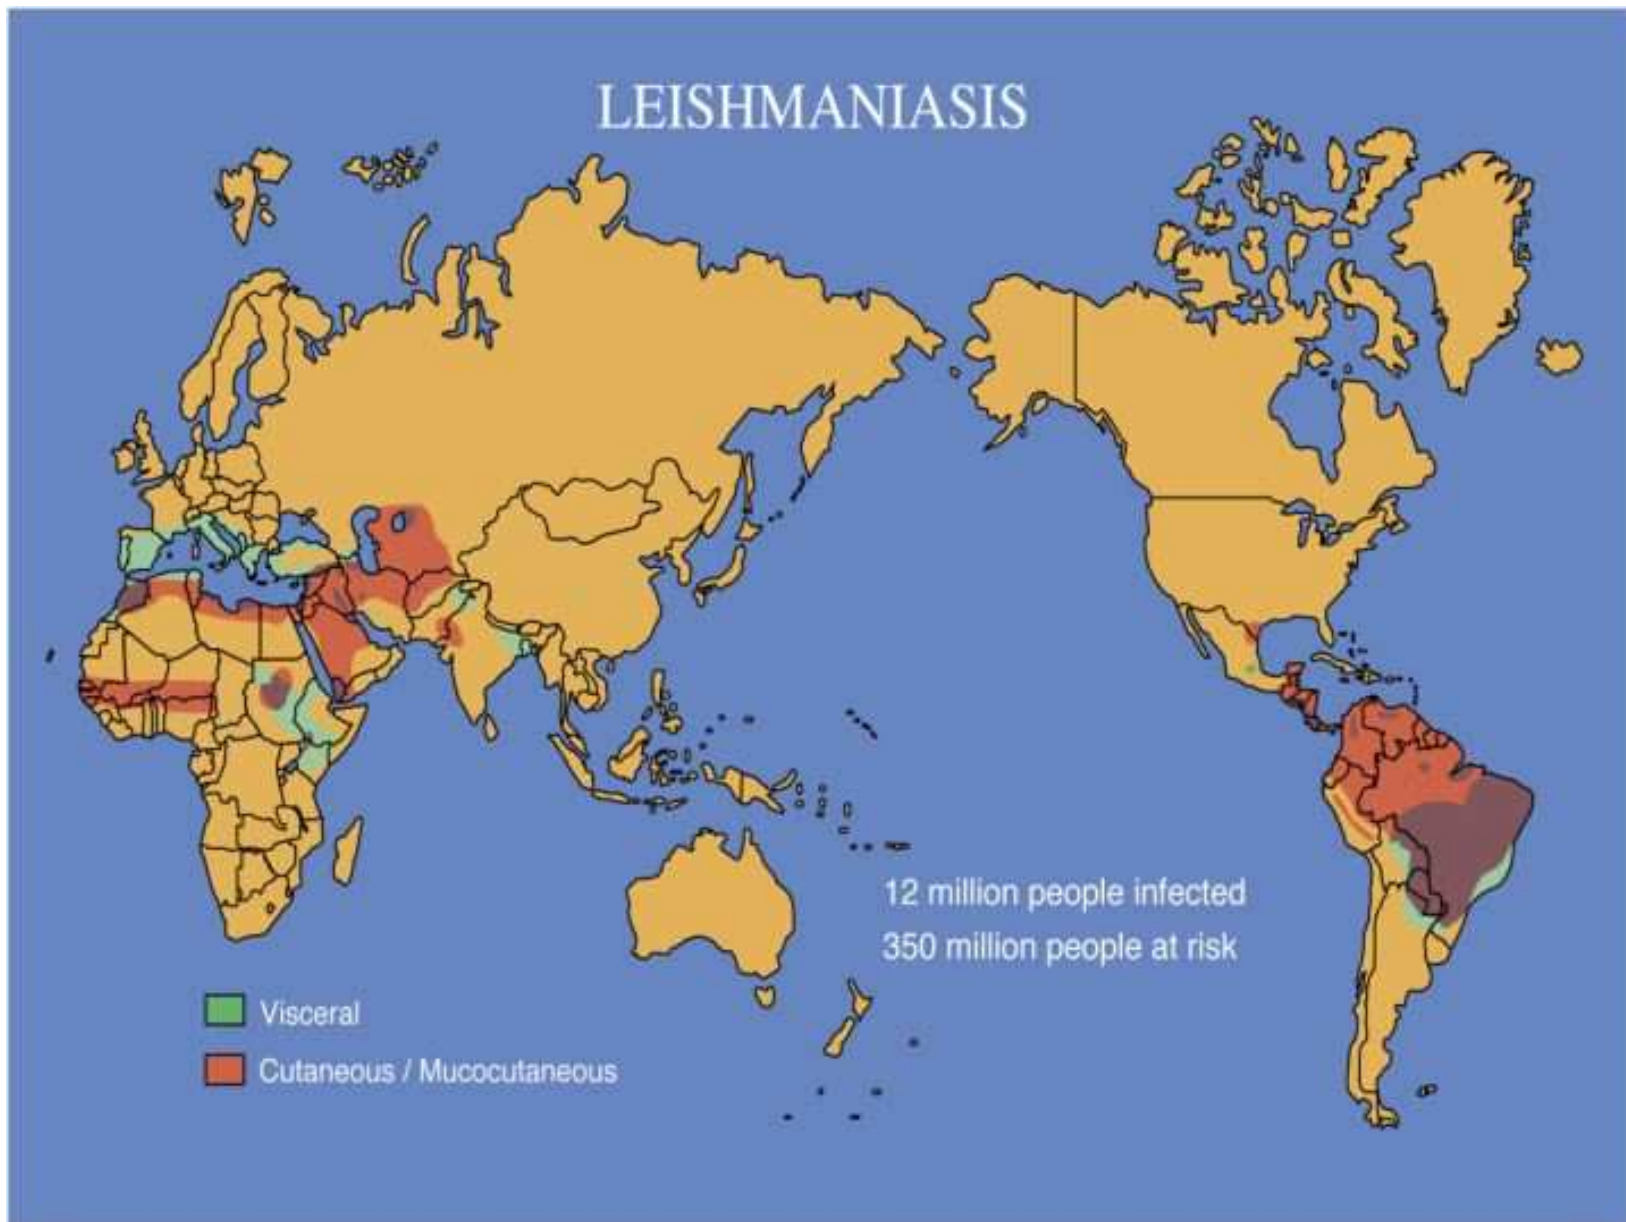 LEISHMANIASIS
12 million people infected
350 million people at risk
Visceral
Cutaneous / Mucocutaneous